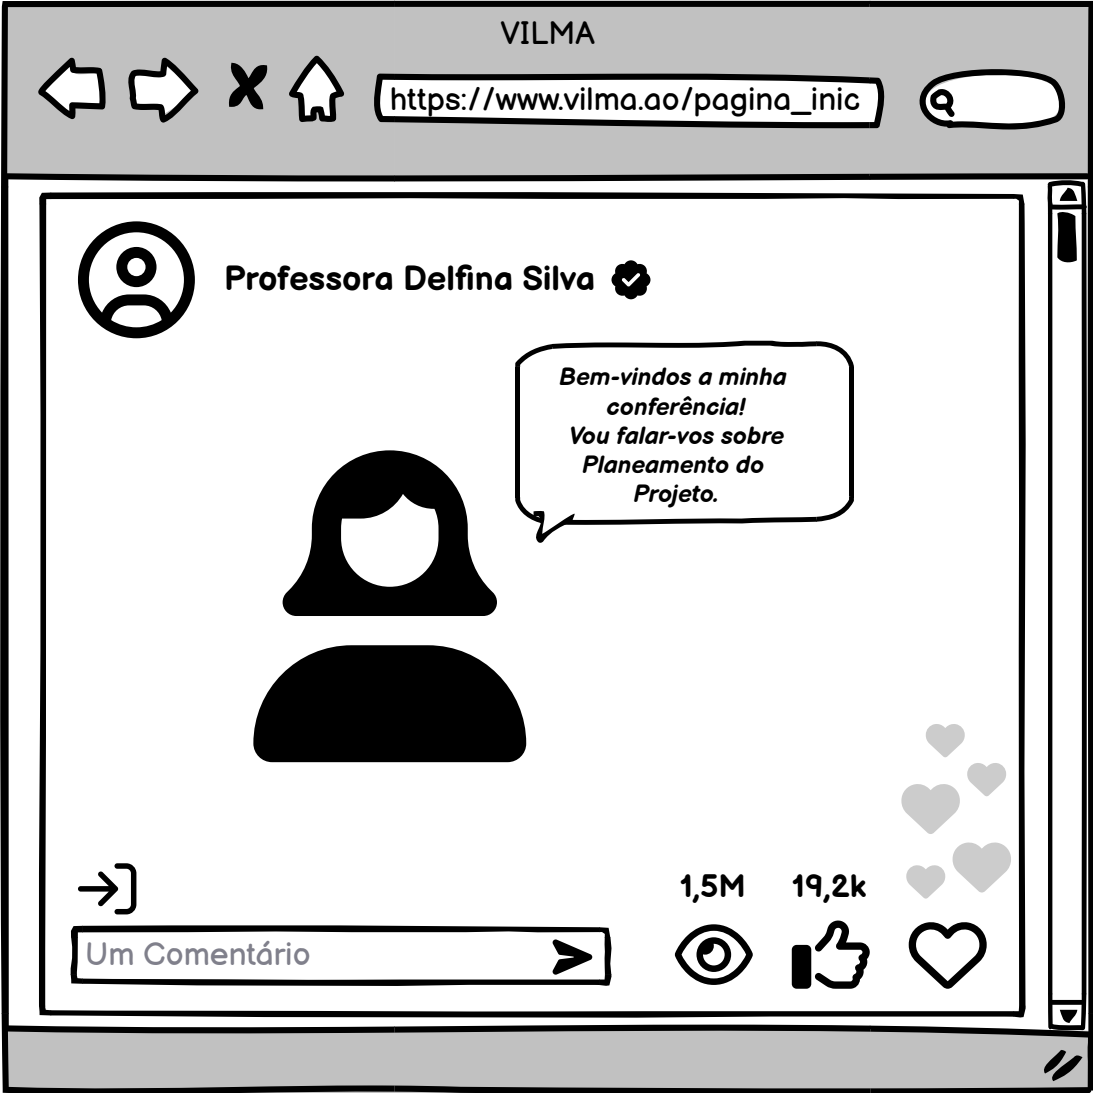 VILMA
https://www.vilma.ao/pagina_inic
Professora Delfina Silva
Bem-vindos a minha
conferência!
Vou falar-vos sobre
Planeamento do
Projeto.
1,5M 19,2k
Um Comentário